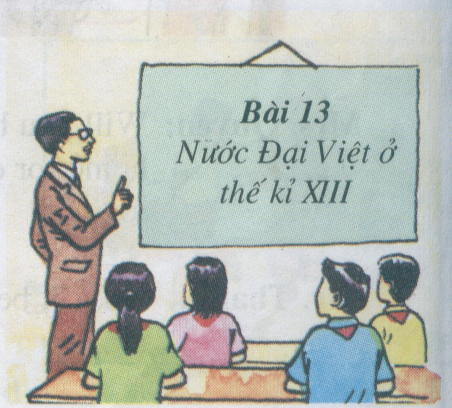 Bài 13
Nước Đại Việt ở
thế kỉ XIII